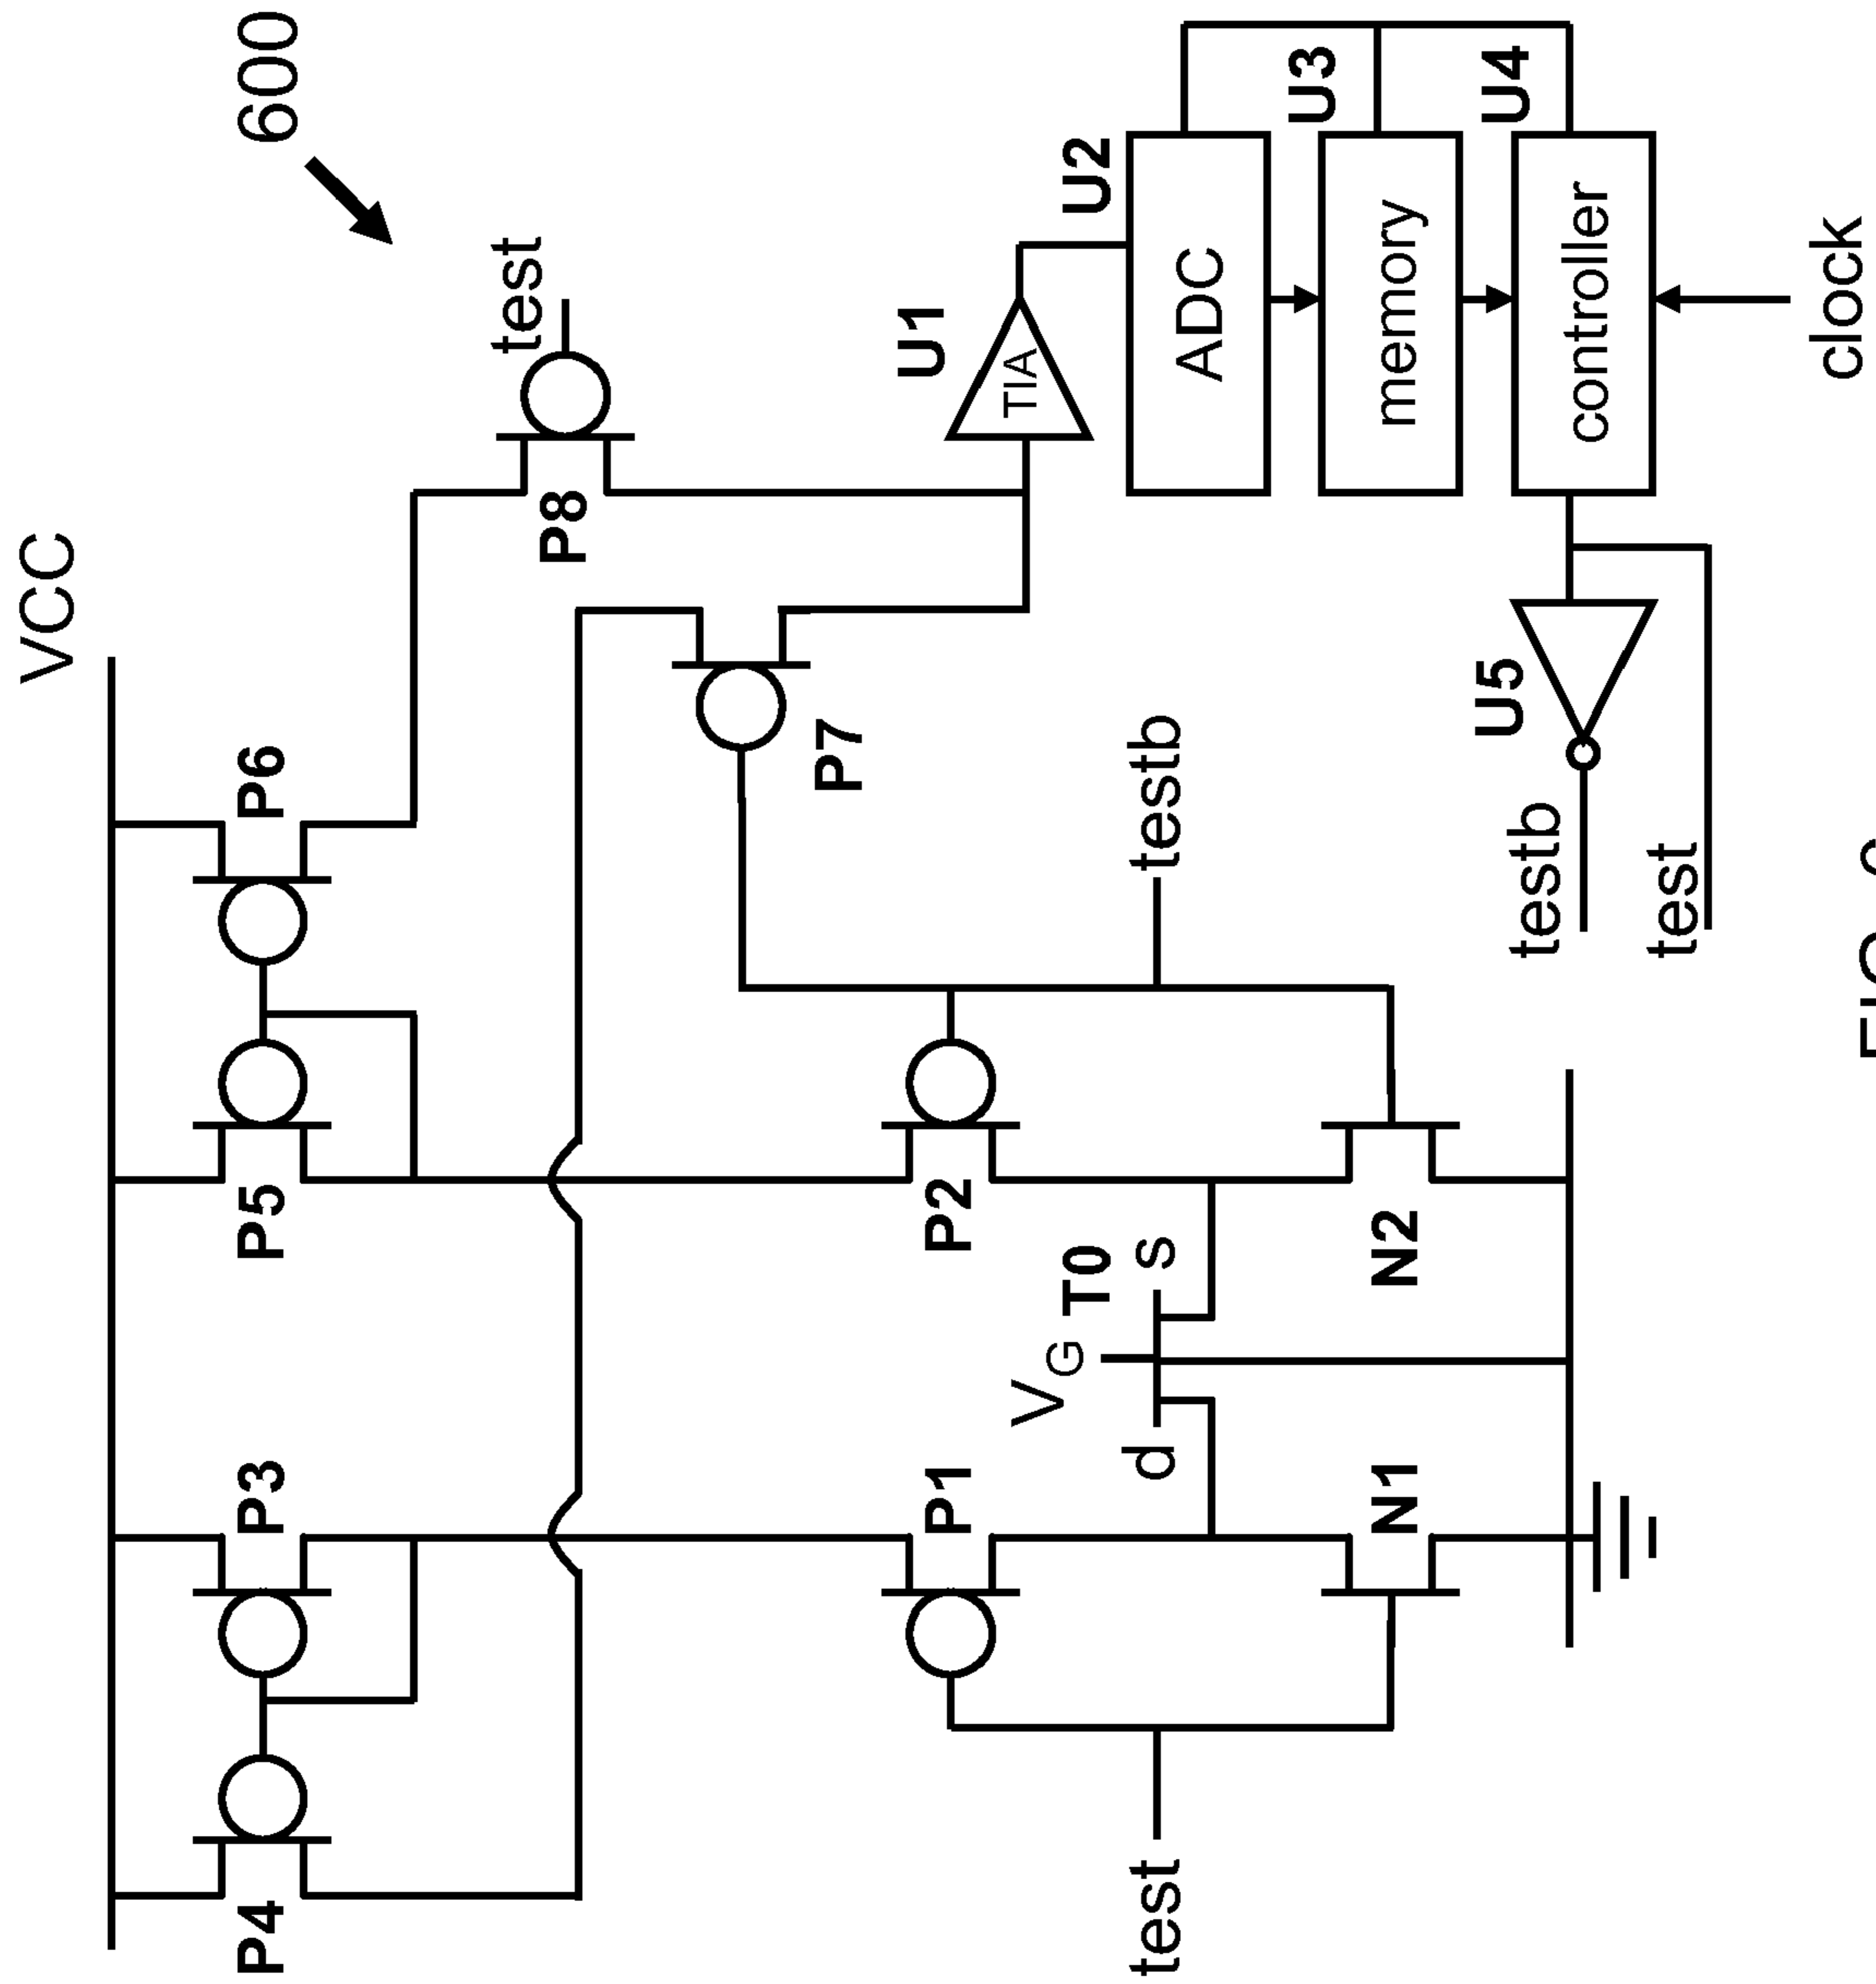 VCC
P4
P3
P5
P6
600
test
P8
P7
U1
TIA
P1
P2
VG
T0
U2
test
d
s
testb
ADC
U3
N1
N2
memory
U5
U4
testb
controller
test
clock